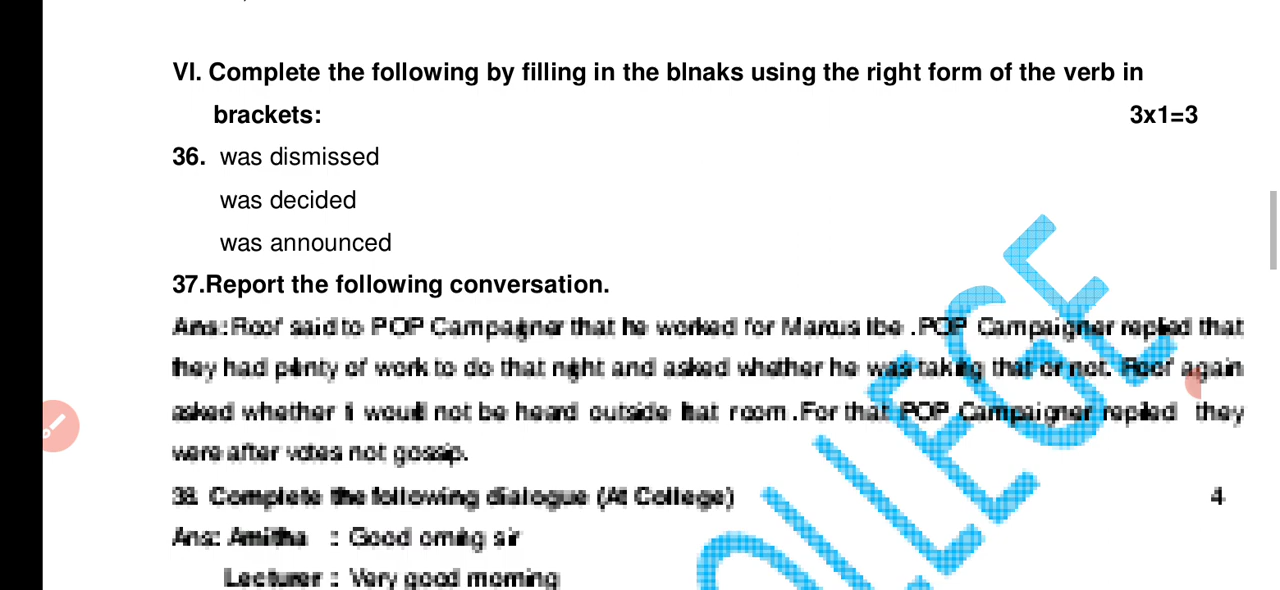 VI. Complete the following by filling in the blnaks using the right form of the verb in
brackets: 3x1=3
36. was dismissed
was decided
was announced
37.Report the following conversation.
Ans:Roof said to POP Campaigner that he worked for Marcus Ibe .POP Campaigner replied that
they had plenty of work to do that night and asked whether he was taking that or not. Roof again
asked whether it would not be heard outside that room .For that POP Campaigner replied they
were after votes not gossip.
38. Complete the following dialogue (At College) 4
Ans: Amitha : Good sir
Lecturer : Very good morning
OLLEGE